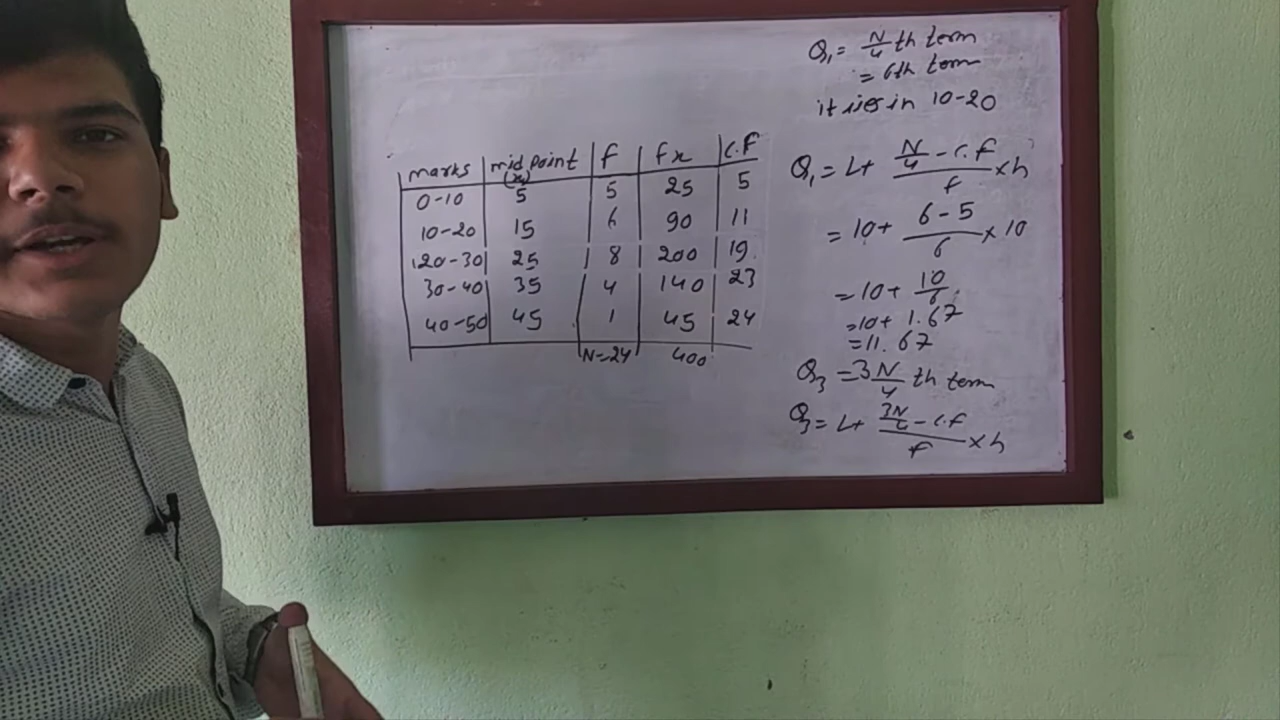 marks | mid point (x) | f | fx | c.f
0-10 | 5 | 5 | 25 | 5
10-20 | 15 | 6 | 90 | 11
20-30 | 25 | 8 | 200 | 19
30-40 | 35 | 4 | 140 | 23
40-50 | 45 | 1 | 45 | 24
N=24 | 400
Q₁ = N/4 th term
= 6th term
it lies in 10-20
Q₁ = L + (N/4 - c.f)/f × h
= 10 + (6 - 5)/6 × 10
= 10 + 10/6
= 10 + 1.67
= 11.67
Q₃ = 3N/4 th term
Q₃ = L + (3N/4 - c.f)/f × h